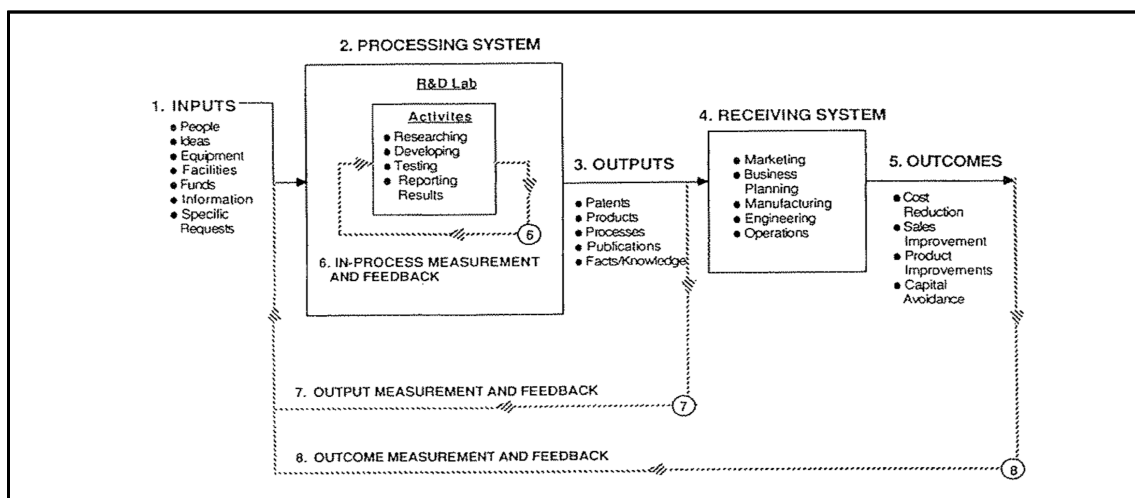 2. PROCESSING SYSTEM
R&D Lab
Activites
● Researching
● Developing
● Testing
● Reporting
Results
6
6. IN-PROCESS MEASUREMENT
AND FEEDBACK
1. INPUTS
● People
● Ideas
● Equipment
● Facilities
● Funds
● Information
● Specific
Requests
3. OUTPUTS
● Patents
● Products
● Processes
● Publications
● Facts/Knowledge
4. RECEIVING SYSTEM
● Marketing
● Business
Planning
● Manufacturing
● Engineering
● Operations
5. OUTCOMES
● Cost
Reduction
● Sales
Improvement
● Product
Improvements
● Capital
Avoidance
7. OUTPUT MEASUREMENT AND FEEDBACK
7
8. OUTCOME MEASUREMENT AND FEEDBACK
8